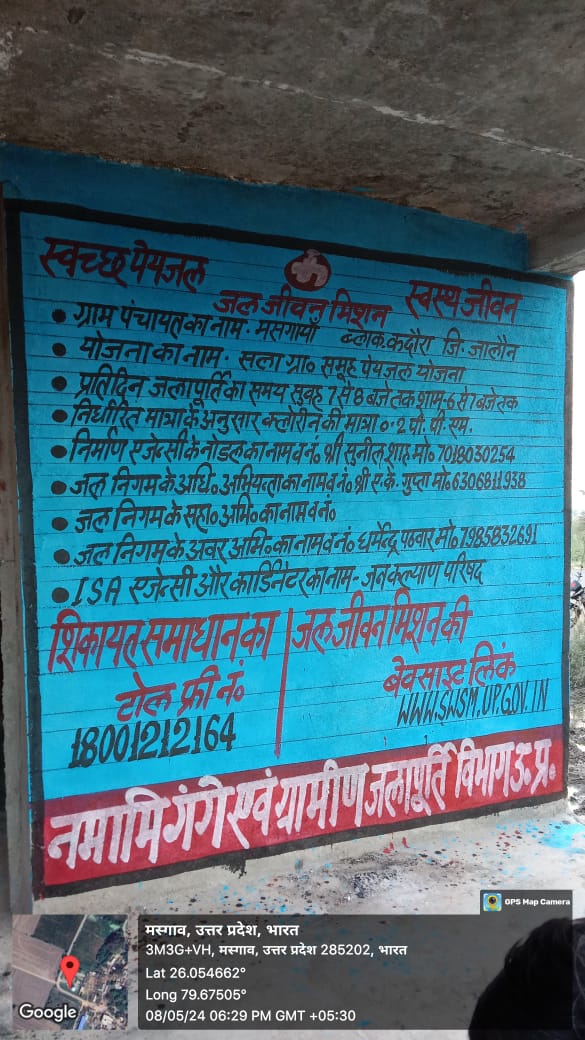 स्वच्छ पेयजल
स्वस्थ जीवन
जल जीवन मिशन
• ग्राम पंचायत का नाम - मसगायाँ ब्लाक कदौरा जि॰ जालौन
• योजना का नाम - सला ग्रा॰ समूह पेयजल योजना
• प्रतिदिन जलापूर्ति का समय सुवह 7 से 8 बजे तक शाम-6 से 7 बजे तक
• निर्धारित मात्रा के अनुसार क्लोरीन की मात्रा 0.2 पी. पी. एम.
• निर्माण एजेन्सी के नोडल का नाम व नं॰ श्री सुनील शाह मो॰ 7018030254
• जल निगम के अधि॰ अभियन्ता का नाम व नं॰ श्री ए॰ के॰ गुप्ता मो॰ 6306811938
• जल निगम के सहा॰ अभि॰ का नाम व नं॰
• जल निगम के अवर अभि॰ का नाम व नं॰ धर्मेन्द्र पवार मो॰ 7985832691
• ISA एजेन्सी और कार्डिनेटर का नाम - जन कल्याण परिषद
शिकायत समाधान का
टोल फ्री नं॰
18001212164
जल जीवन मिशन की
बेवसाइट लिंक
WWW.SWSM.UP.GOV.IN
नमामि गंगे एवं ग्रामीण जलापूर्ति विभाग उ॰ प्र॰
GPS Map Camera
Google
मस्गाव, उत्तर प्रदेश, भारत
3M3G+VH, मस्गाव, उत्तर प्रदेश 285202, भारत
Lat 26.054662°
Long 79.67505°
08/05/24 06:29 PM GMT +05:30